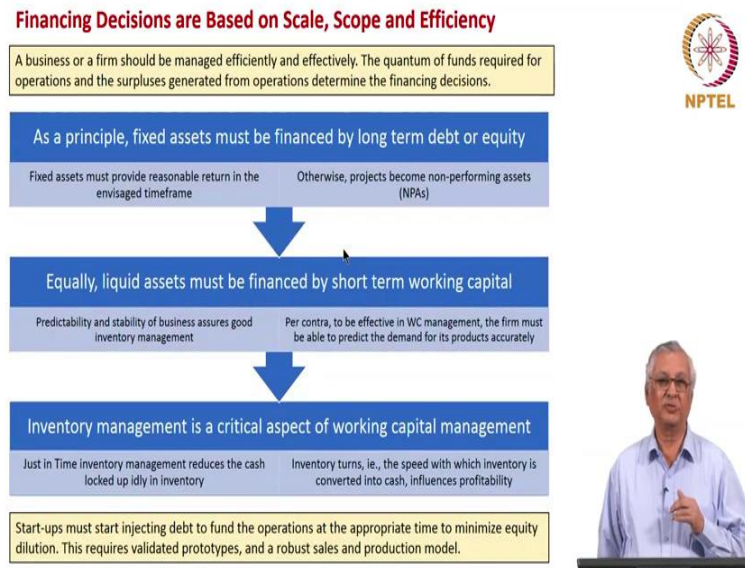 Financing Decisions are Based on Scale, Scope and Efficiency
A business or a firm should be managed efficiently and effectively. The quantum of funds required for
operations and the surpluses generated from operations determine the financing decisions.
NPTEL
As a principle, fixed assets must be financed by long term debt or equity
Fixed assets must provide reasonable return in the
envisaged timeframe
Otherwise, projects become non-performing assets
(NPAs)
Equally, liquid assets must be financed by short term working capital
Predictability and stability of business assures good
inventory management
Per contra, to be effective in WC management, the firm must
be able to predict the demand for its products accurately
Inventory management is a critical aspect of working capital management
Just in Time inventory management reduces the cash
locked up idly in inventory
Inventory turns, ie., the speed with which inventory is
converted into cash, influences profitability
Start-ups must start injecting debt to fund the operations at the appropriate time to minimize equity
dilution. This requires validated prototypes, and a robust sales and production model.